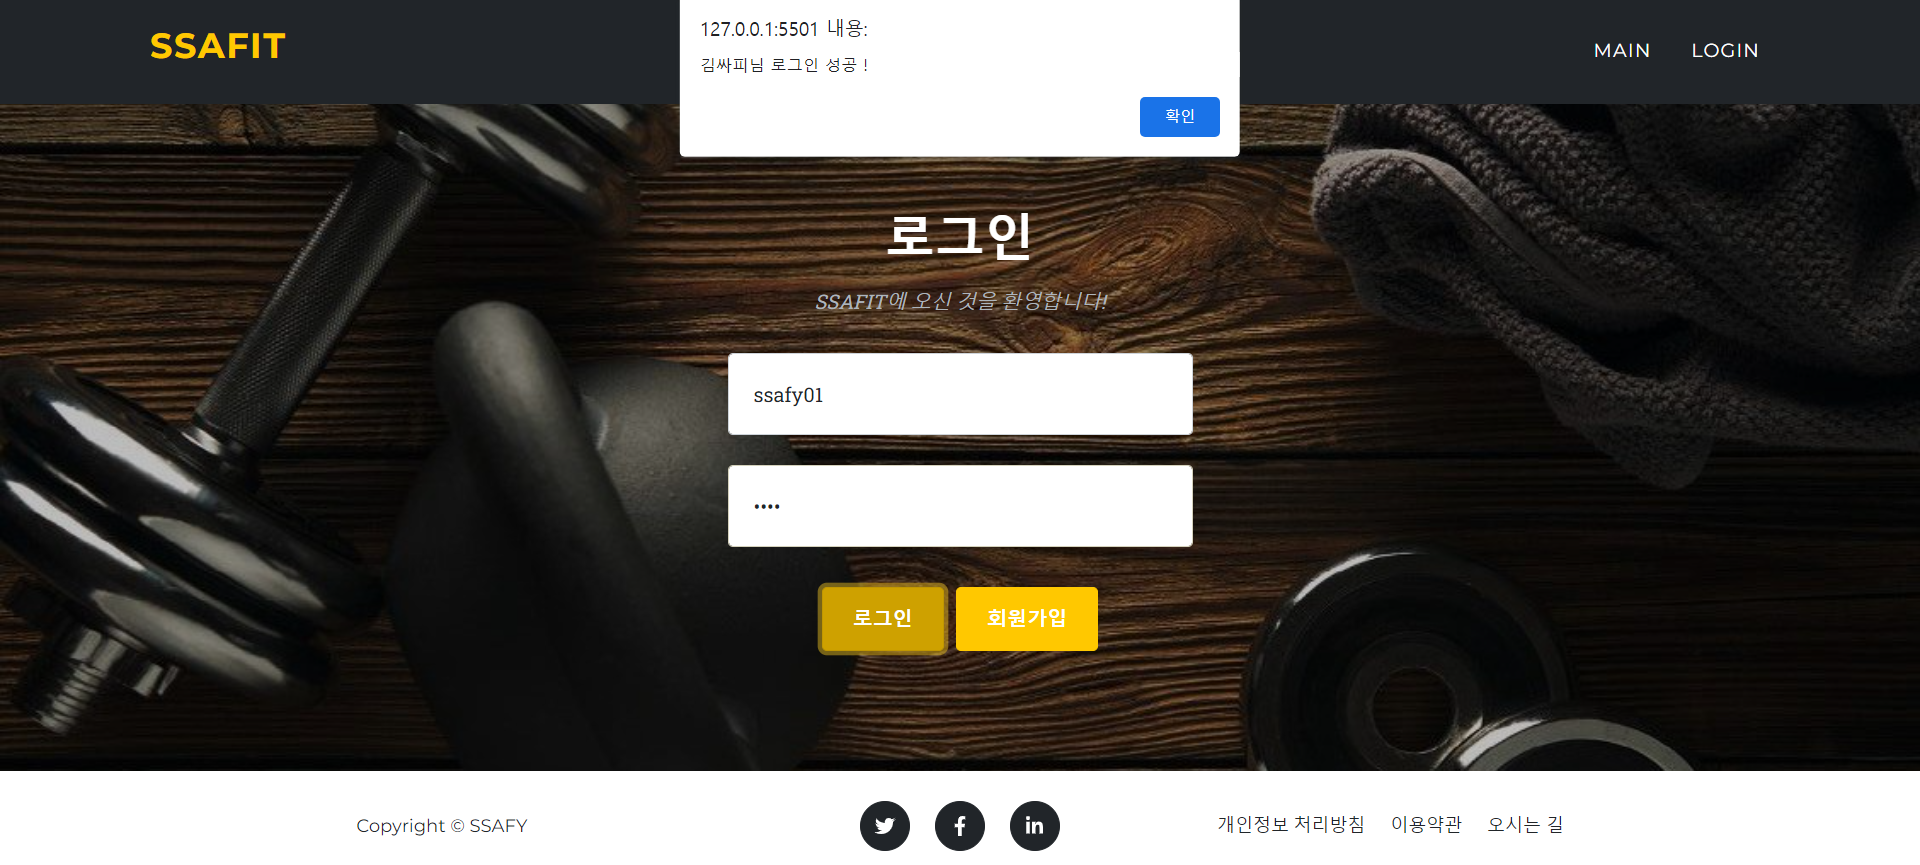 SSAFIT
127.0.0.1:5501 내용:
김싸피님 로그인 성공 !
확인
MAIN LOGIN
로그인
SSAFIT에 오신 것을 환영합니다!
ssafy01
••••
로그인 회원가입
Copyright © SSAFY
개인정보 처리방침 이용약관 오시는 길